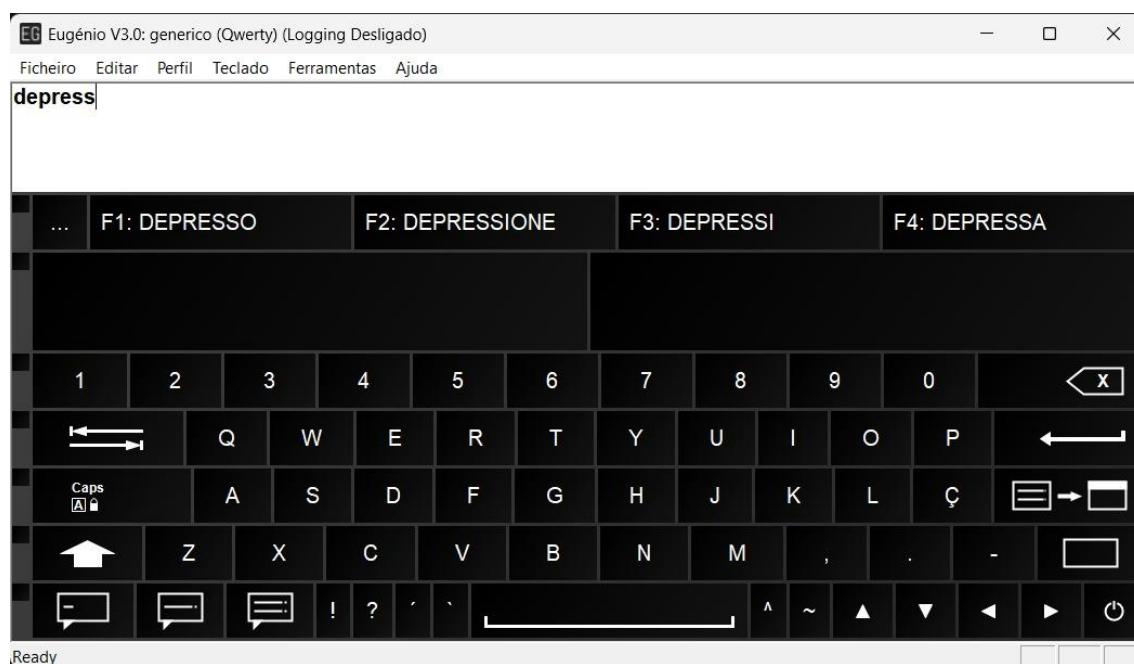 EG Eugénio V3.0: generico (Qwerty) (Logging Desligado)
Ficheiro Editar Perfil Teclado Ferramentas Ajuda
depress
... F1: DEPRESSO F2: DEPRESSIONE F3: DEPRESSI F4: DEPRESSA
1 2 3 4 5 6 7 8 9 0 X
Q W E R T Y U I O P
Caps A A S D F G H J K L Ç
Z X C V B N M , . -
! ? ´ ` ^ ~
Ready